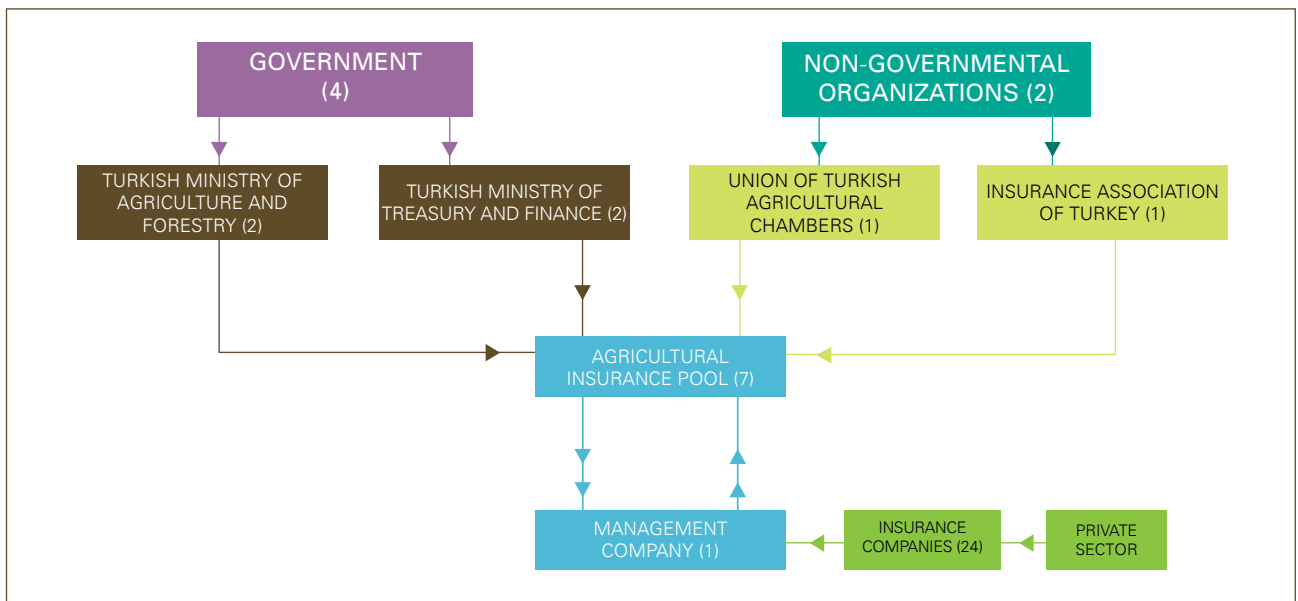 GOVERNMENT
(4)
NON-GOVERNMENTAL
ORGANIZATIONS (2)
TURKISH MINISTRY OF
AGRICULTURE AND
FORESTRY (2)
TURKISH MINISTRY OF
TREASURY AND FINANCE (2)
UNION OF TURKISH
AGRICULTURAL
CHAMBERS (1)
INSURANCE ASSOCIATION
OF TURKEY (1)
AGRICULTURAL
INSURANCE POOL (7)
MANAGEMENT
COMPANY (1)
INSURANCE
COMPANIES (24)
PRIVATE
SECTOR